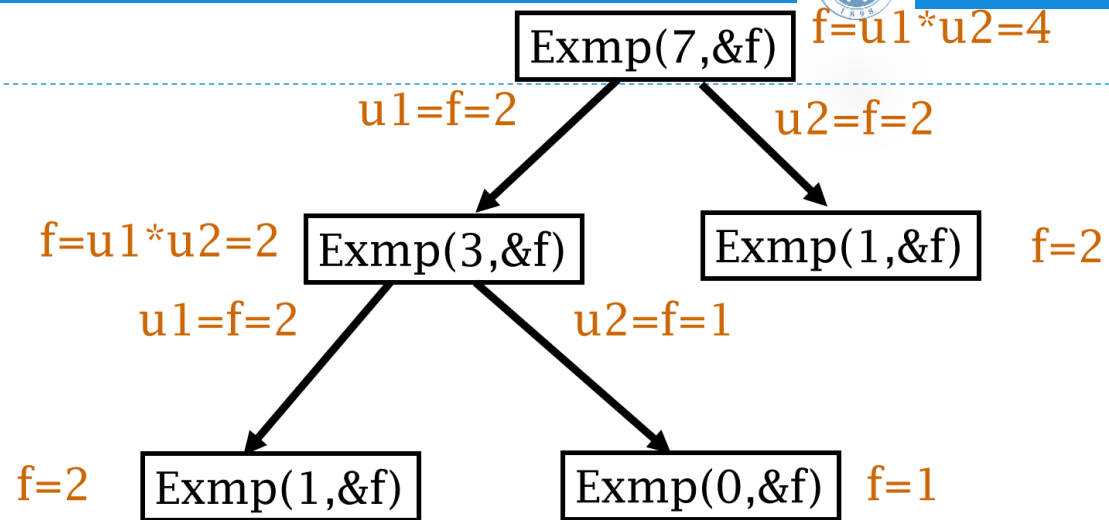 Exmp(7,&f)
f=u1*u2=4
1898
u1=f=2
u2=f=2
f=u1*u2=2
Exmp(3,&f)
Exmp(1,&f)
f=2
u1=f=2
u2=f=1
f=2
Exmp(1,&f)
Exmp(0,&f)
f=1